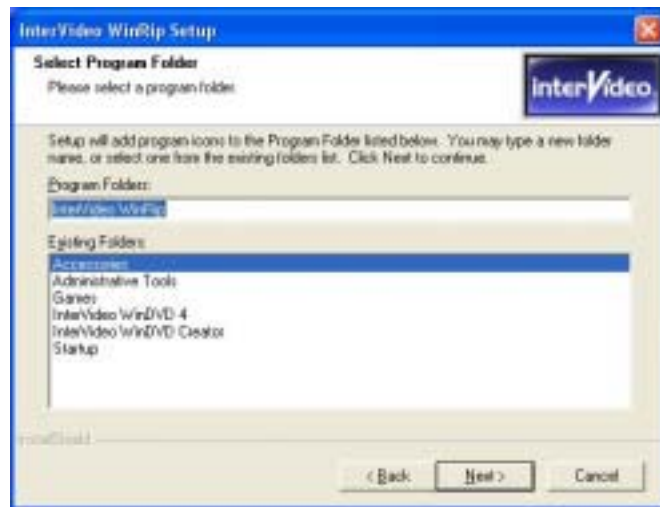 InterVideo WinRip Setup
Select Program Folder
Please select a program folder.
interVideo
Setup will add program icons to the Program Folder listed below. You may type a new folder
name, or select one from the existing folders list. Click Next to continue.
Program Folders:
InterVideo WinRip
Existing Folders:
Accessories
Administrative Tools
Games
InterVideo WinDVD 4
InterVideo WinDVD Creator
Startup
InstallShield
< Back
Next >
Cancel